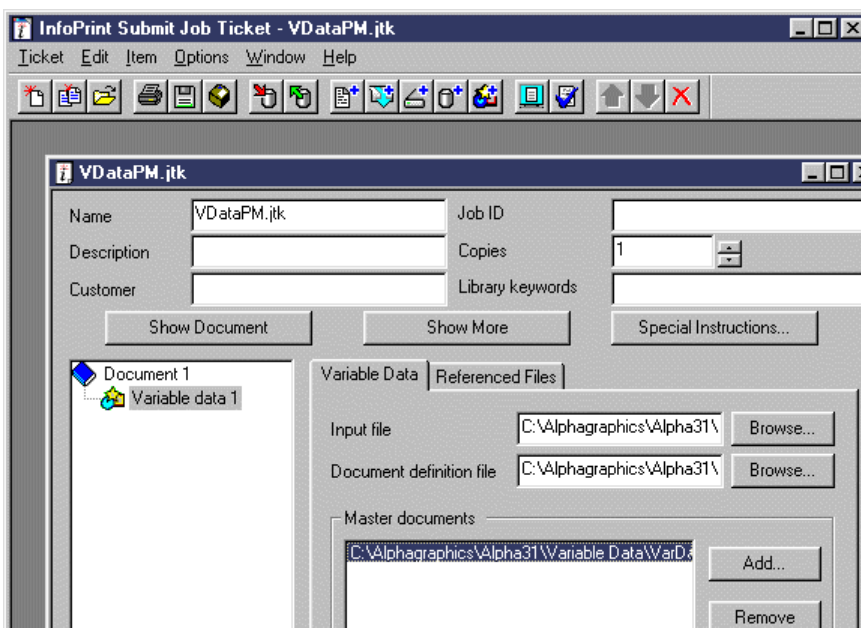 InfoPrint Submit Job Ticket - VDataPM.jtk
Ticket Edit Item Options Window Help
VDataPM.jtk
Name VDataPM.jtk Job ID
Description Copies 1
Customer Library keywords
Show Document Show More Special Instructions...
Document 1
Variable data 1
Variable Data Referenced Files
Input file C:\Alphagraphics\Alpha31\ Browse...
Document definition file C:\Alphagraphics\Alpha31\ Browse...
Master documents
C:\Alphagraphics\Alpha31\Variable Data\VarDa
Add...
Remove